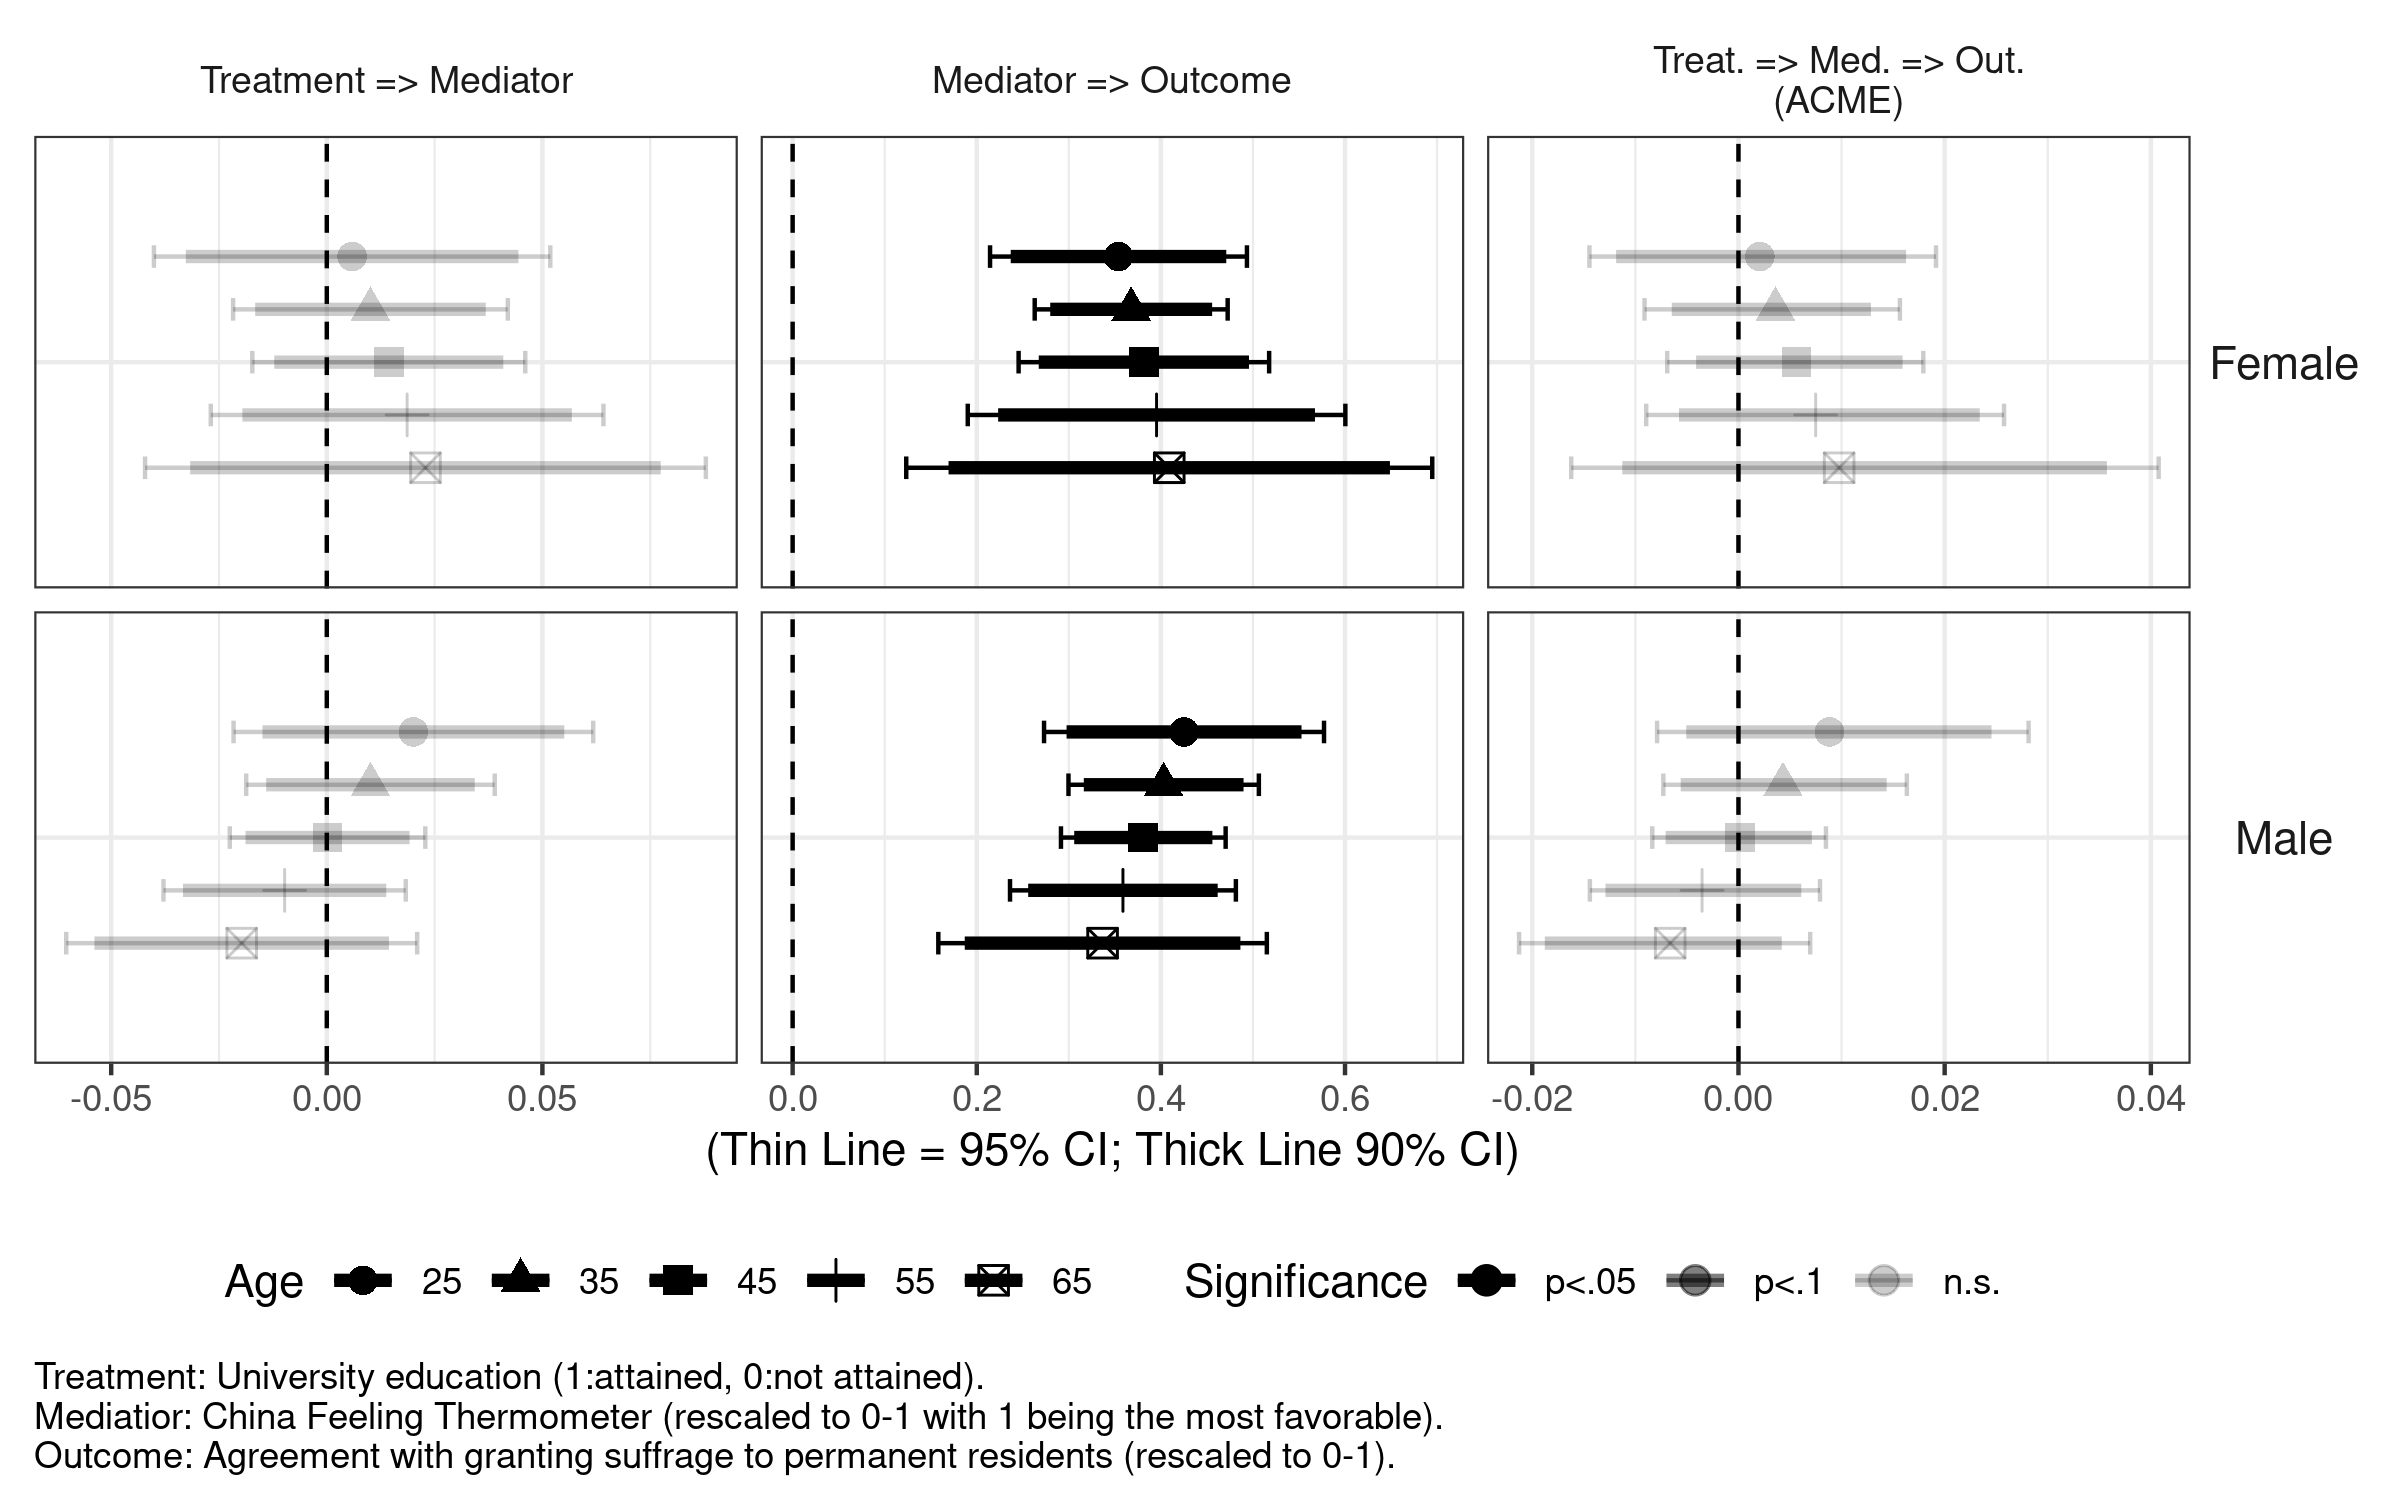 Treat. => Med. => Out.
Treatment => Mediator Mediator => Outcome (ACME)
Female
Male
-0.05 0.00 0.05 0.0 0.2 0.4 0.6 -0.02 0.00 0.02 0.04
(Thin Line = 95% CI; Thick Line 90% CI)
Age 25 35 45 55 65 Significance p<.05 p<.1 n.s.
Treatment: University education (1:attained, 0:not attained).
Mediatior: China Feeling Thermometer (rescaled to 0-1 with 1 being the most favorable).
Outcome: Agreement with granting suffrage to permanent residents (rescaled to 0-1).